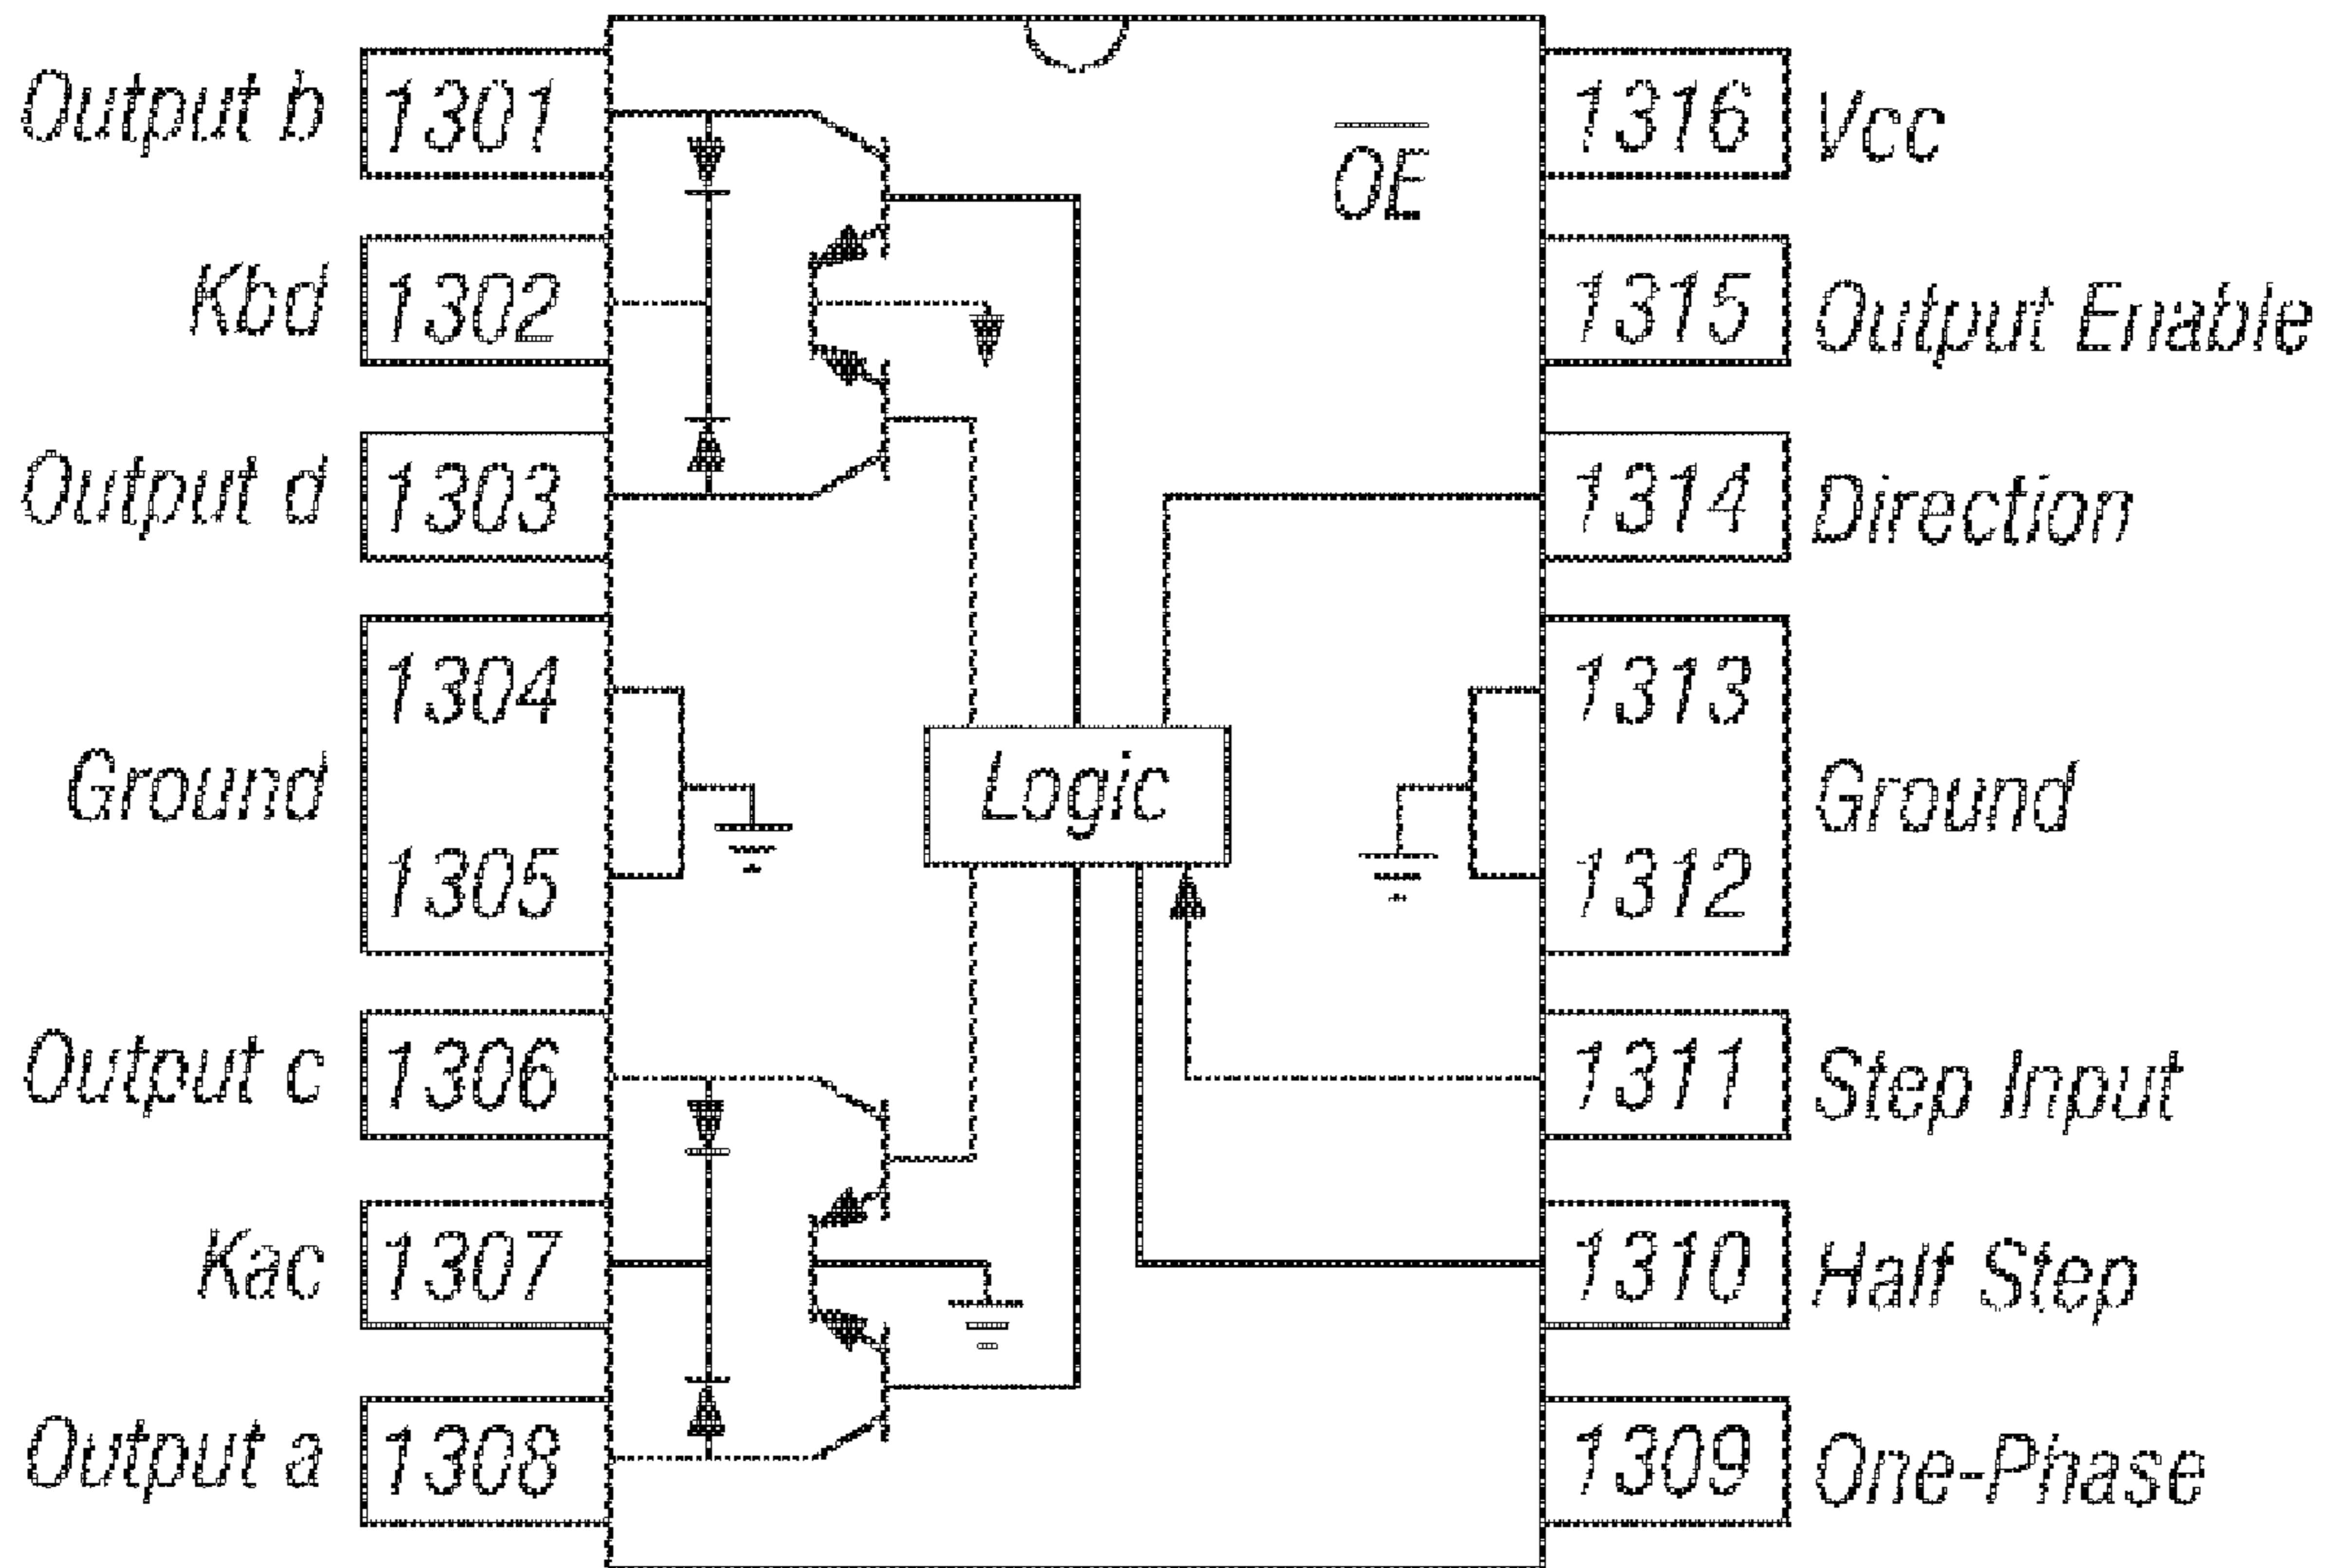 Output b 1301
Kbd 1302
Output d 1303
1304
Ground
1305
Output c 1306
Kac 1307
Output a 1308
OE
Logic
1316 Vcc
1315 Output Enable
1314 Direction
1313
Ground
1312
1311 Step Input
1310 Half Step
1309 One-Phase